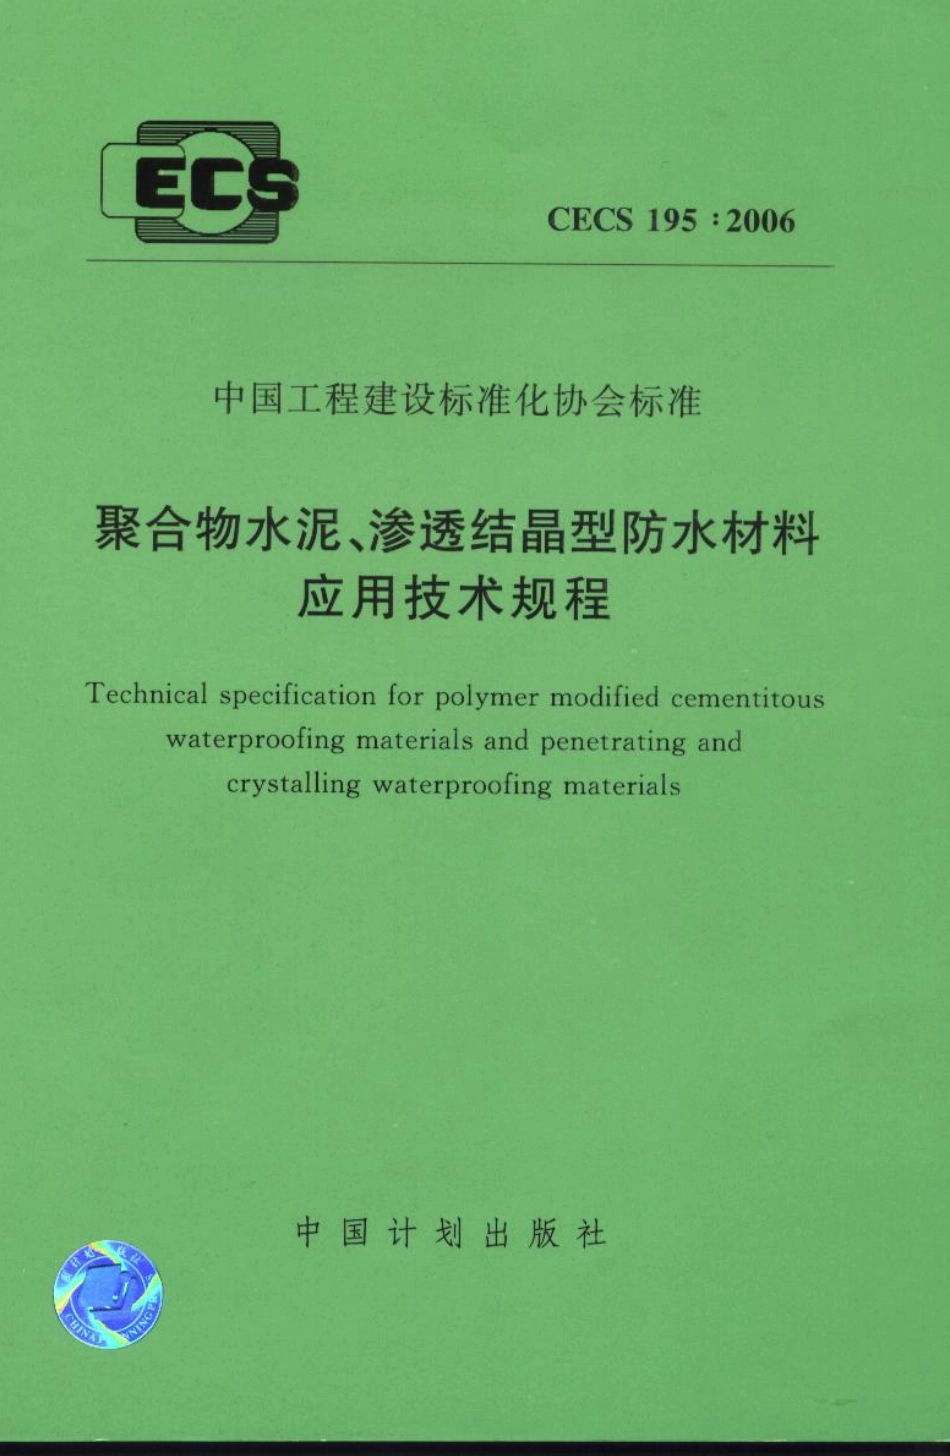 ECS
CECS 195：2006
中国工程建设标准化协会标准
聚合物水泥、渗透结晶型防水材料
应用技术规程
Technical specification for polymer modified cementitous
waterproofing materials and penetrating and
crystalling waterproofing materials
中国计划出版社